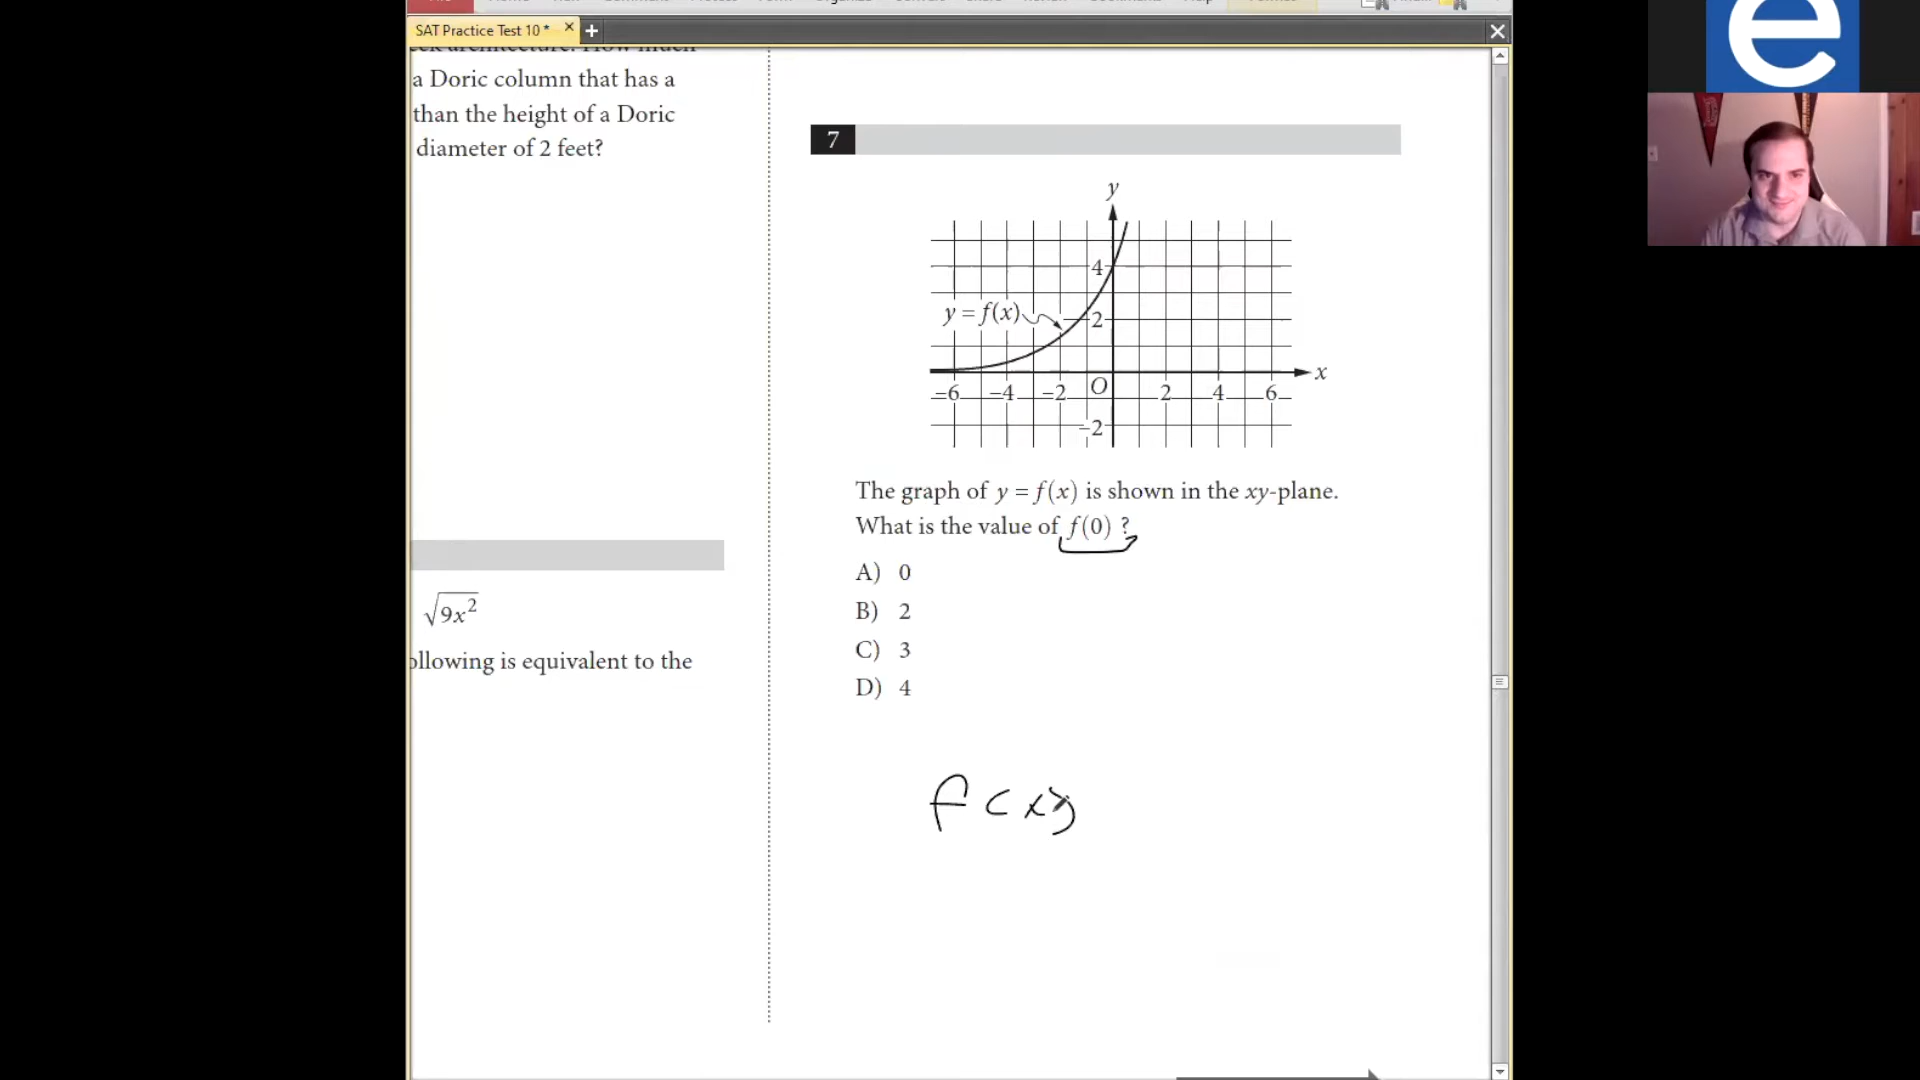 SAT Practice Test 10 *
a Doric column that has a
than the height of a Doric
diameter of 2 feet?
√9x²
ollowing is equivalent to the
7
y
4
y = f(x)
2
x
−6 −4 −2 O 2 4 6
−2
The graph of y = f(x) is shown in the xy-plane.
What is the value of f(0) ?
A) 0
B) 2
C) 3
D) 4
f(x)
e